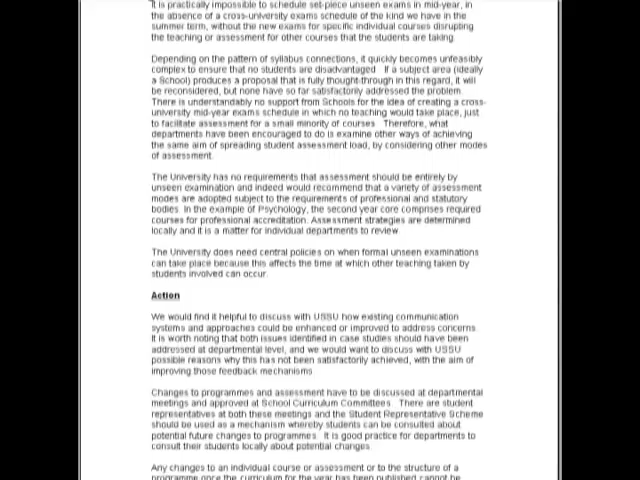 It is practically impossible to schedule set-piece unseen exams in mid-year, in
the absence of a cross-university exams schedule of the kind we have in the
summer term, without the new exams for specific individual courses disrupting
the teaching or assessment for other courses that the students are taking.
Depending on the pattern of syllabus connections, it quickly becomes unfeasibly
complex to ensure that no students are disadvantaged. If a subject area (ideally
a School) produces a proposal that is fully thought-through in this regard, it will
be reconsidered, but none have so far satisfactorily addressed the problem.
There is understandably no support from Schools for the idea of creating a cross-
university mid-year exams schedule in which no teaching would take place, just
to facilitate assessment for a small minority of courses. Therefore, what
departments have been encouraged to do is examine other ways of achieving
the same aim of spreading student assessment load, by considering other modes
of assessment.
The University has no requirements that assessment should be entirely by
unseen examination and indeed would recommend that a variety of assessment
modes are adopted subject to the requirements of professional and statutory
bodies. In the example of Psychology, the second year core comprises required
courses for professional accreditation. Assessment strategies are determined
locally and it is a matter for individual departments to review.
The University does need central policies on when formal unseen examinations
can take place because this affects the time at which other teaching taken by
students involved can occur.
Action
We would find it helpful to discuss with USSU how existing communication
systems and approaches could be enhanced or improved to address concerns.
It is worth noting that both issues identified in case studies should have been
addressed at departmental level, and we would want to discuss with USSU
possible reasons why this has not been satisfactorily achieved, with the aim of
improving those feedback mechanisms
Changes to programmes and assessment have to be discussed at departmental
meetings and approved at School Curriculum Committees. There are student
representatives at both these meetings and the Student Representative Scheme
should be used as a mechanism whereby students can be consulted about
potential future changes to programmes. It is good practice for departments to
consult their students locally about potential changes.
Any changes to an individual course or assessment or to the structure of a
programme once the curriculum for the year has been published cannot be